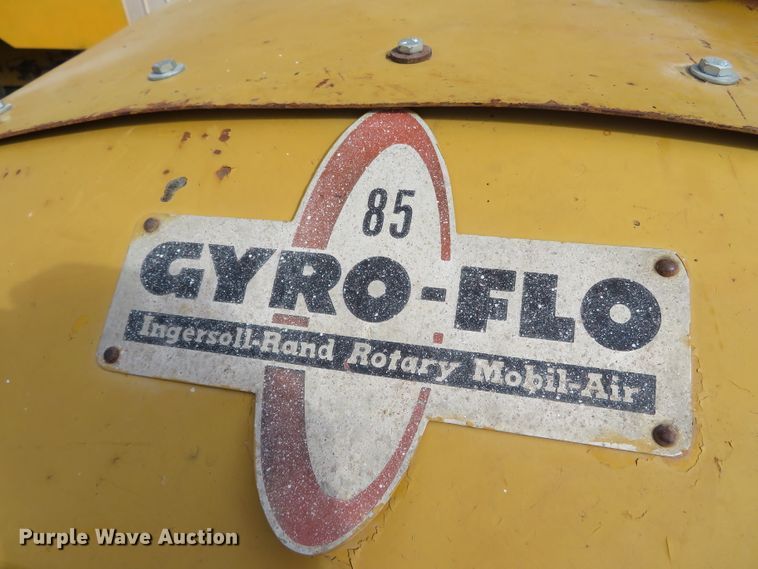 85
GYRO-FLO
Ingersoll-Rand Rotary Mobil-Air
Purple Wave Auction